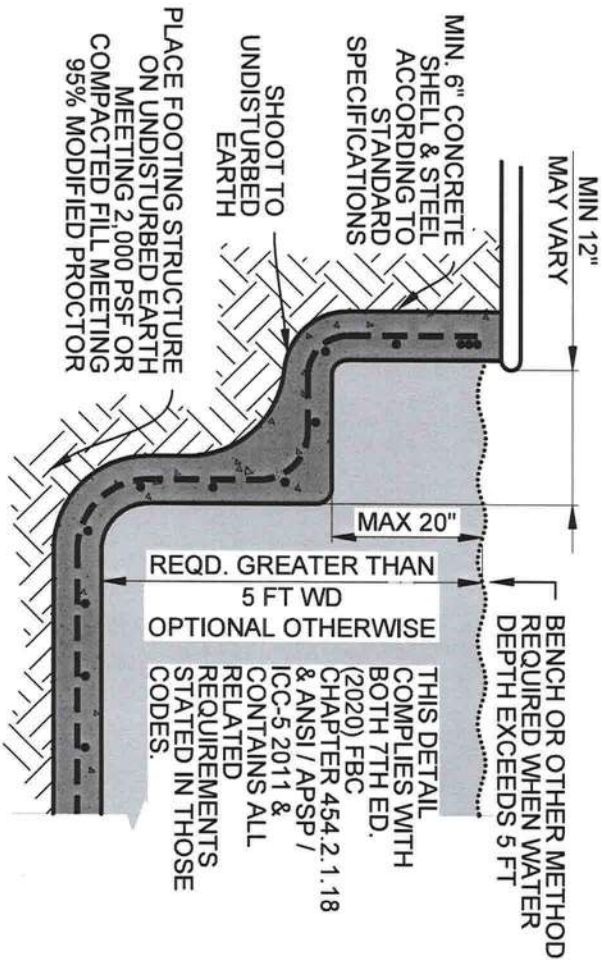 MIN 12"
MAY VARY
MIN. 6" CONCRETE
SHELL & STEEL
ACCORDING TO
STANDARD
SPECIFICATIONS
SHOOT TO
UNDISTURBED
EARTH
PLACE FOOTING STRUCTURE
ON UNDISTURBED EARTH
MEETING 2,000 PSF OR
COMPACTED FILL MEETING
95% MODIFIED PROCTOR
BENCH OR OTHER METHOD
REQUIRED WHEN WATER
DEPTH EXCEEDS 5 FT
MAX 20"
REQD. GREATER THAN
5 FT WD
OPTIONAL OTHERWISE
THIS DETAIL
COMPLIES WITH
BOTH 7TH ED.
(2020) FBC
CHAPTER 454.2.1.18
& ANSI / APSP /
ICC-5 2011 &
CONTAINS ALL
RELATED
REQUIREMENTS
STATED IN THOSE
CODES.